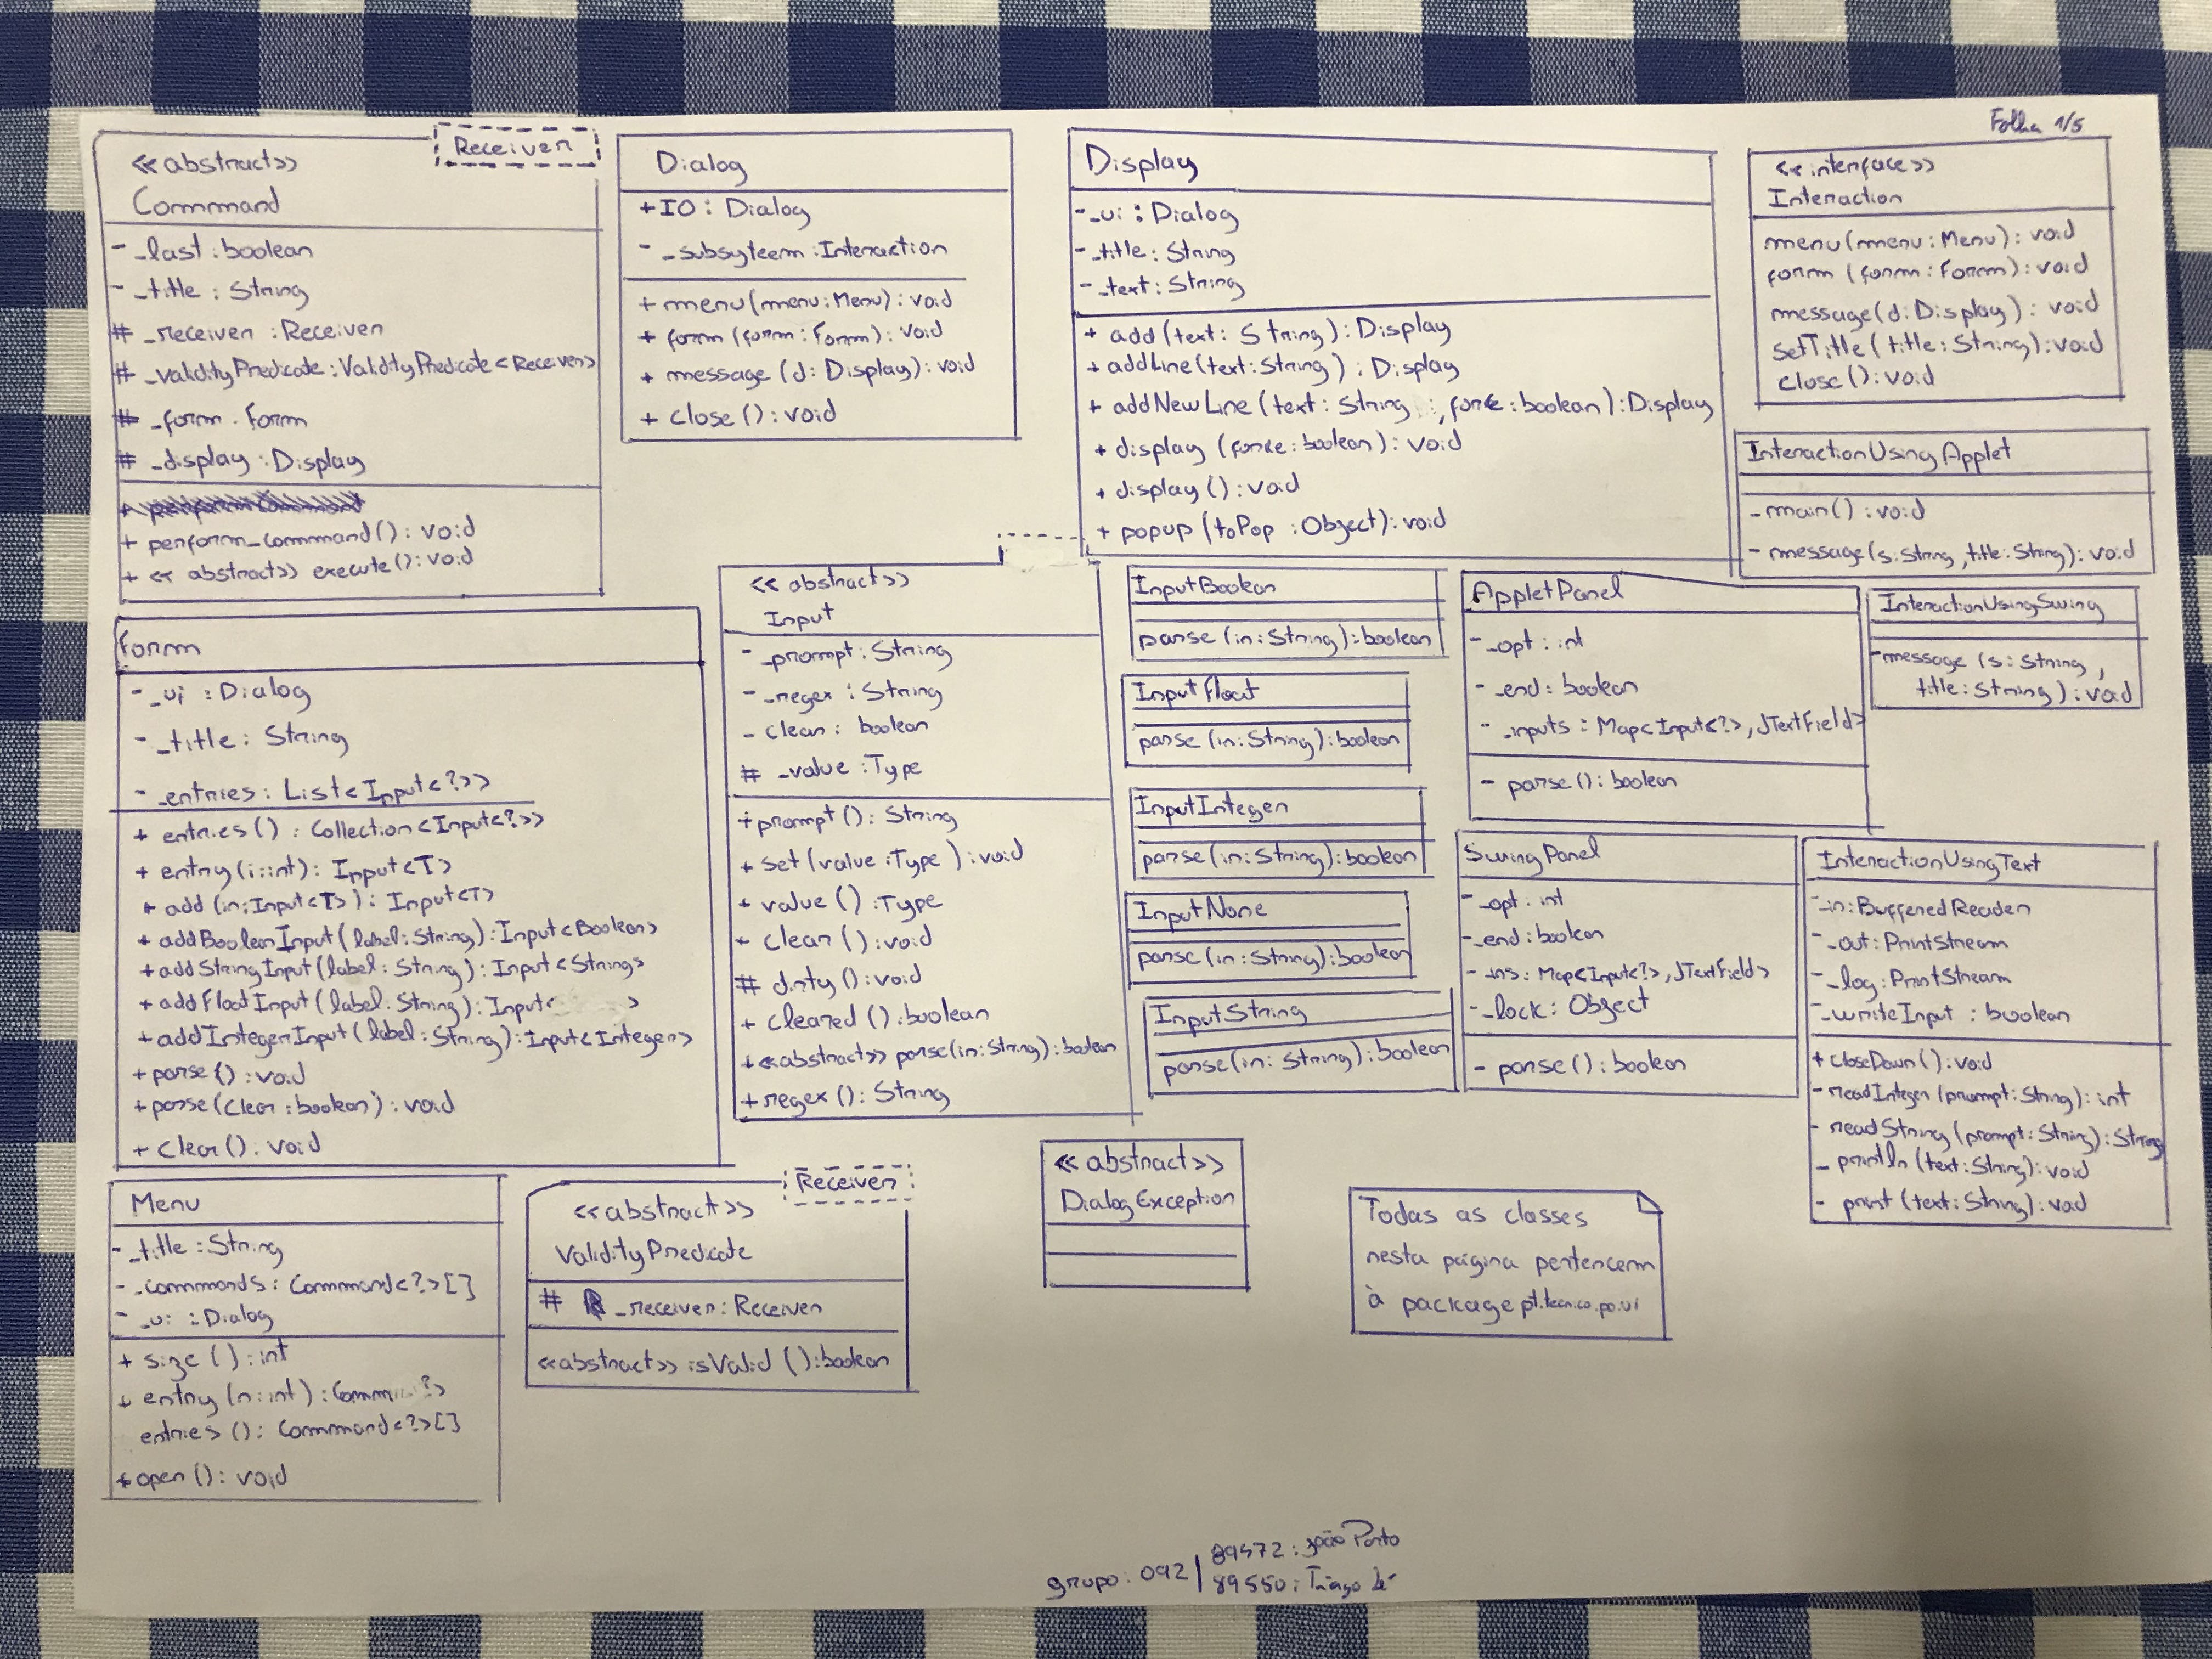 Folha 1/5
Receiver
<<abstract>>
Command
- _last : boolean
- _title : String
# _receiver : Receiver
# _validityPredicate : ValidityPredicate<Receiver>
# _form : Form
# _display : Display
+ perform_command() : void
+ << abstract>> execute() : void
Dialog
+ IO : Dialog
- _subsyteem : Interaction
+ menu(menu : Menu) : void
+ form (form : Form) : void
+ message (d : Display) : void
+ close () : void
Display
- _ui : Dialog
- _title : String
- _text : String
+ add (text : String) : Display
+ addLine (text : String) : Display
+ addNewLine (text : String , force : boolean) : Display
+ display (force : boolean) : void
+ display () : void
+ popup (toPop : Object) : void
<<interface>>
Interaction
menu(menu : Menu) : void
form (form : Form) : void
message(d : Display) : void
setTitle (title : String) : void
close () : void
InteractionUsingApplet
- main() : void
- message(s : String, title : String) : void
Form
- _ui : Dialog
- _title : String
- _entries : List<Input<?>>
+ entries() : Collection<Input<?>>
+ entry(i : int) : Input<T>
+ add (in : Input<T>) : Input<T>
+ addBooleanInput (label : String) : Input<Boolean>
+ addStringInput (label : String) : Input<String>
+ addFloatInput (label : String) : Input< >
+ addIntegerInput (label : String) : Input<Integer>
+ parse () : void
+ parse (clear : boolean) : void
+ clear () : void
<< abstract>>
Input
- _prompt : String
- _regex : String
- clean : boolean
# _value : Type
+ prompt () : String
+ set (value : Type) : void
+ value () : Type
+ clear () : void
# dirty () : void
+ cleared () : boolean
+ <<abstract>> parse(in : String) : boolean
+ regex () : String
InputBoolean
parse (in : String) : boolean
InputFloat
parse (in : String) : boolean
InputInteger
parse (in : String) : boolean
InputNone
parse (in : String) : boolean
InputString
parse (in : String) : boolean
AppletPanel
- _opt : int
- _end : boolean
- _inputs : Map<Input<?>, JTextField>
- parse () : boolean
InteractionUsingSwing
- message (s : String,
title : String) : void
SwingPanel
- _opt : int
- _end : boolean
- _ins : Map<Input<?>, JTextField>
- _lock : Object
- parse () : boolean
InteractionUsingText
- _in : BufferedReader
- _out : PrintStream
- _log : PrintStream
- _writeInput : boolean
+ closeDown () : void
- readInteger (prompt : String) : int
- readString (prompt : String) : String
- println (text : String) : void
- print (text : String) : void
Menu
- _title : String
- _commands : Command<?>[]
- _ui : Dialog
+ size () : int
+ entry (n : int) : Comm ?>
entries () : Command<?>[]
+ open () : void
Receiver
<<abstract>>
ValidityPredicate
# _receiver : Receiver
<<abstract>> isValid () : boolean
<< abstract>>
DialogException
Todas as classes
nesta página pertencem
à package pt.tecnico.po.ui
grupo : 092 | 89472 : João Porto
89550 : Tiago Lé